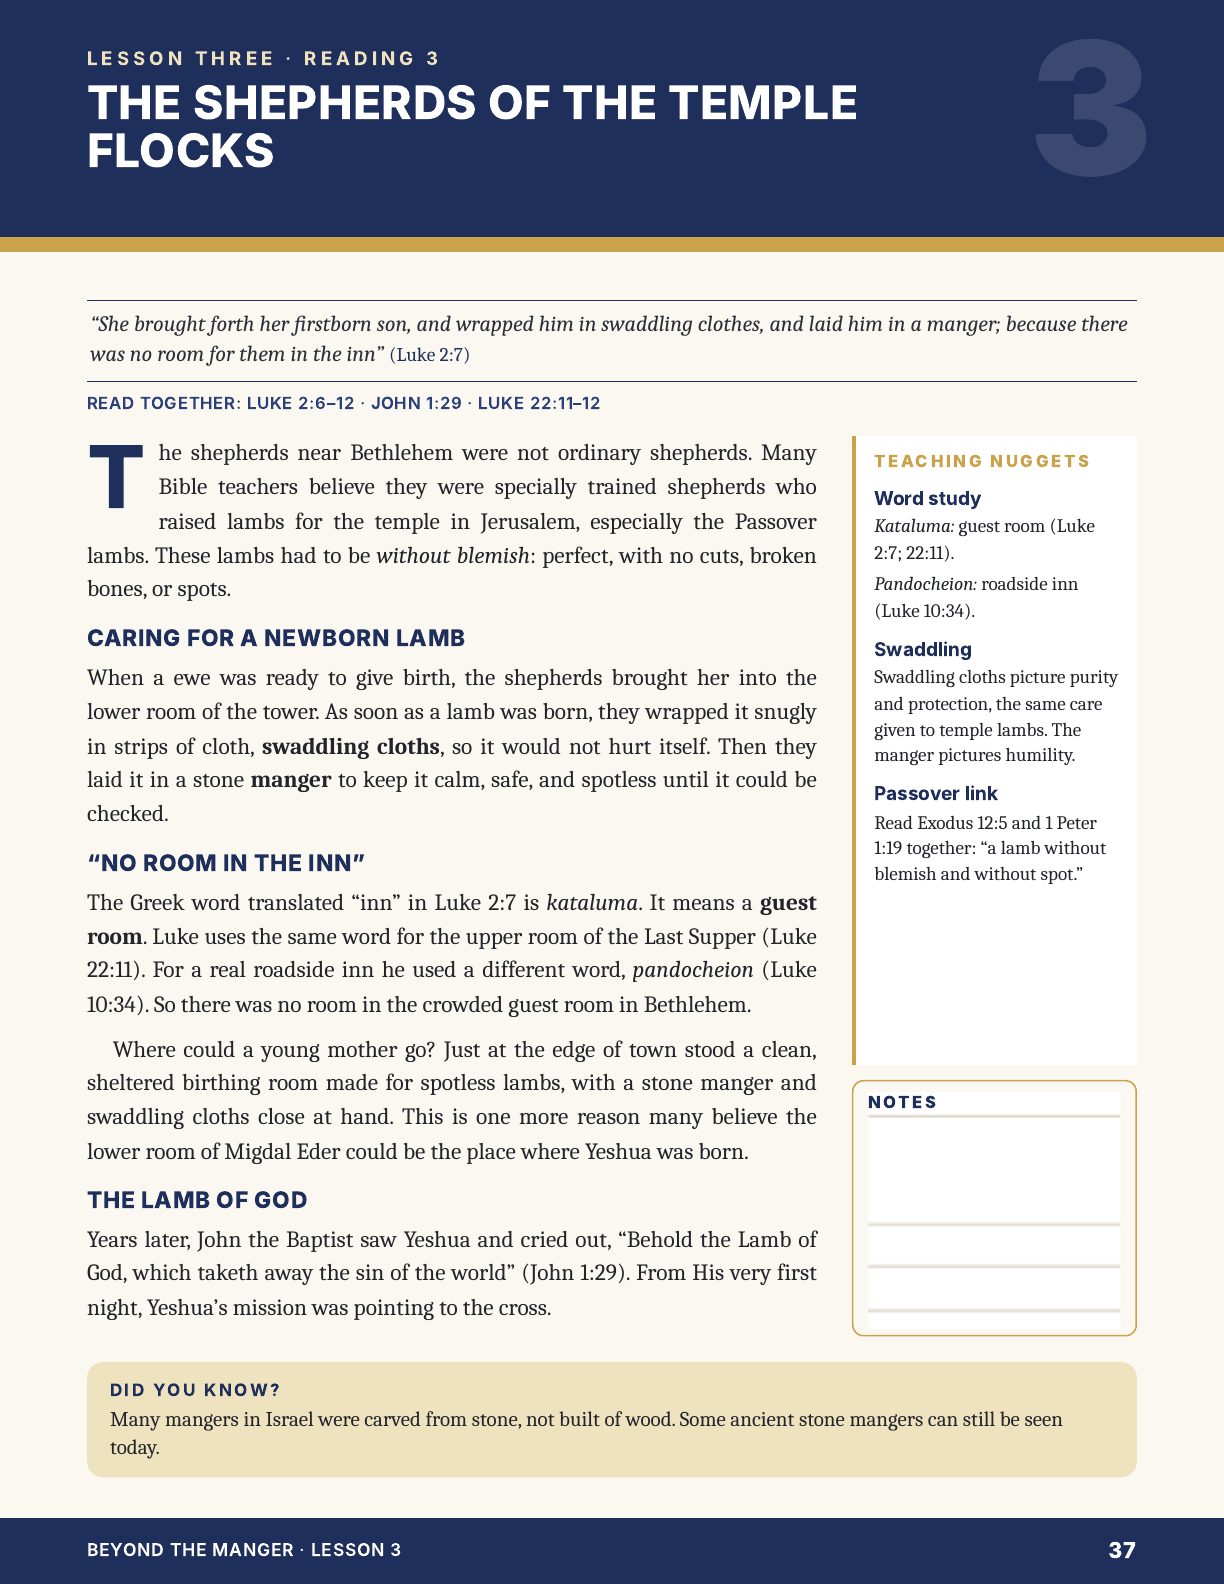 LESSON THREE · READING 3
3
THE SHEPHERDS OF THE TEMPLE
FLOCKS
“She brought forth her firstborn son, and wrapped him in swaddling clothes, and laid him in a manger; because there
was no room for them in the inn” (Luke 2:7)
READ TOGETHER: LUKE 2:6–12 · JOHN 1:29 · LUKE 22:11–12
The shepherds near Bethlehem were not ordinary shepherds. Many
Bible teachers believe they were specially trained shepherds who
raised lambs for the temple in Jerusalem, especially the Passover
lambs. These lambs had to be without blemish: perfect, with no cuts, broken
bones, or spots.
CARING FOR A NEWBORN LAMB
When a ewe was ready to give birth, the shepherds brought her into the
lower room of the tower. As soon as a lamb was born, they wrapped it snugly
in strips of cloth, swaddling cloths, so it would not hurt itself. Then they
laid it in a stone manger to keep it calm, safe, and spotless until it could be
checked.
“NO ROOM IN THE INN”
The Greek word translated “inn” in Luke 2:7 is kataluma. It means a guest
room. Luke uses the same word for the upper room of the Last Supper (Luke
22:11). For a real roadside inn he used a different word, pandocheion (Luke
10:34). So there was no room in the crowded guest room in Bethlehem.
Where could a young mother go? Just at the edge of town stood a clean,
sheltered birthing room made for spotless lambs, with a stone manger and
swaddling cloths close at hand. This is one more reason many believe the
lower room of Migdal Eder could be the place where Yeshua was born.
THE LAMB OF GOD
Years later, John the Baptist saw Yeshua and cried out, “Behold the Lamb of
God, which taketh away the sin of the world” (John 1:29). From His very first
night, Yeshua’s mission was pointing to the cross.
TEACHING NUGGETS
Word study
Kataluma: guest room (Luke
2:7; 22:11).
Pandocheion: roadside inn
(Luke 10:34).
Swaddling
Swaddling cloths picture purity
and protection, the same care
given to temple lambs. The
manger pictures humility.
Passover link
Read Exodus 12:5 and 1 Peter
1:19 together: “a lamb without
blemish and without spot.”
NOTES
DID YOU KNOW?
Many mangers in Israel were carved from stone, not built of wood. Some ancient stone mangers can still be seen
today.
BEYOND THE MANGER · LESSON 3
37